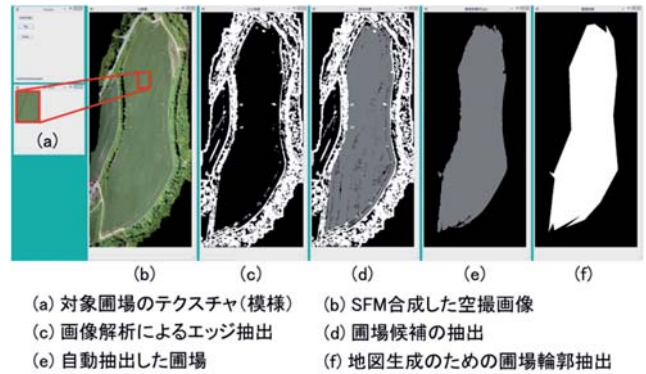 (a)
(b) (c) (d) (e) (f)
(a) 対象圃場のテクスチャ(模様) (b) SFM合成した空撮画像
(c) 画像解析によるエッジ抽出 (d) 圃場候補の抽出
(e) 自動抽出した圃場 (f) 地図生成のための圃場輪郭抽出